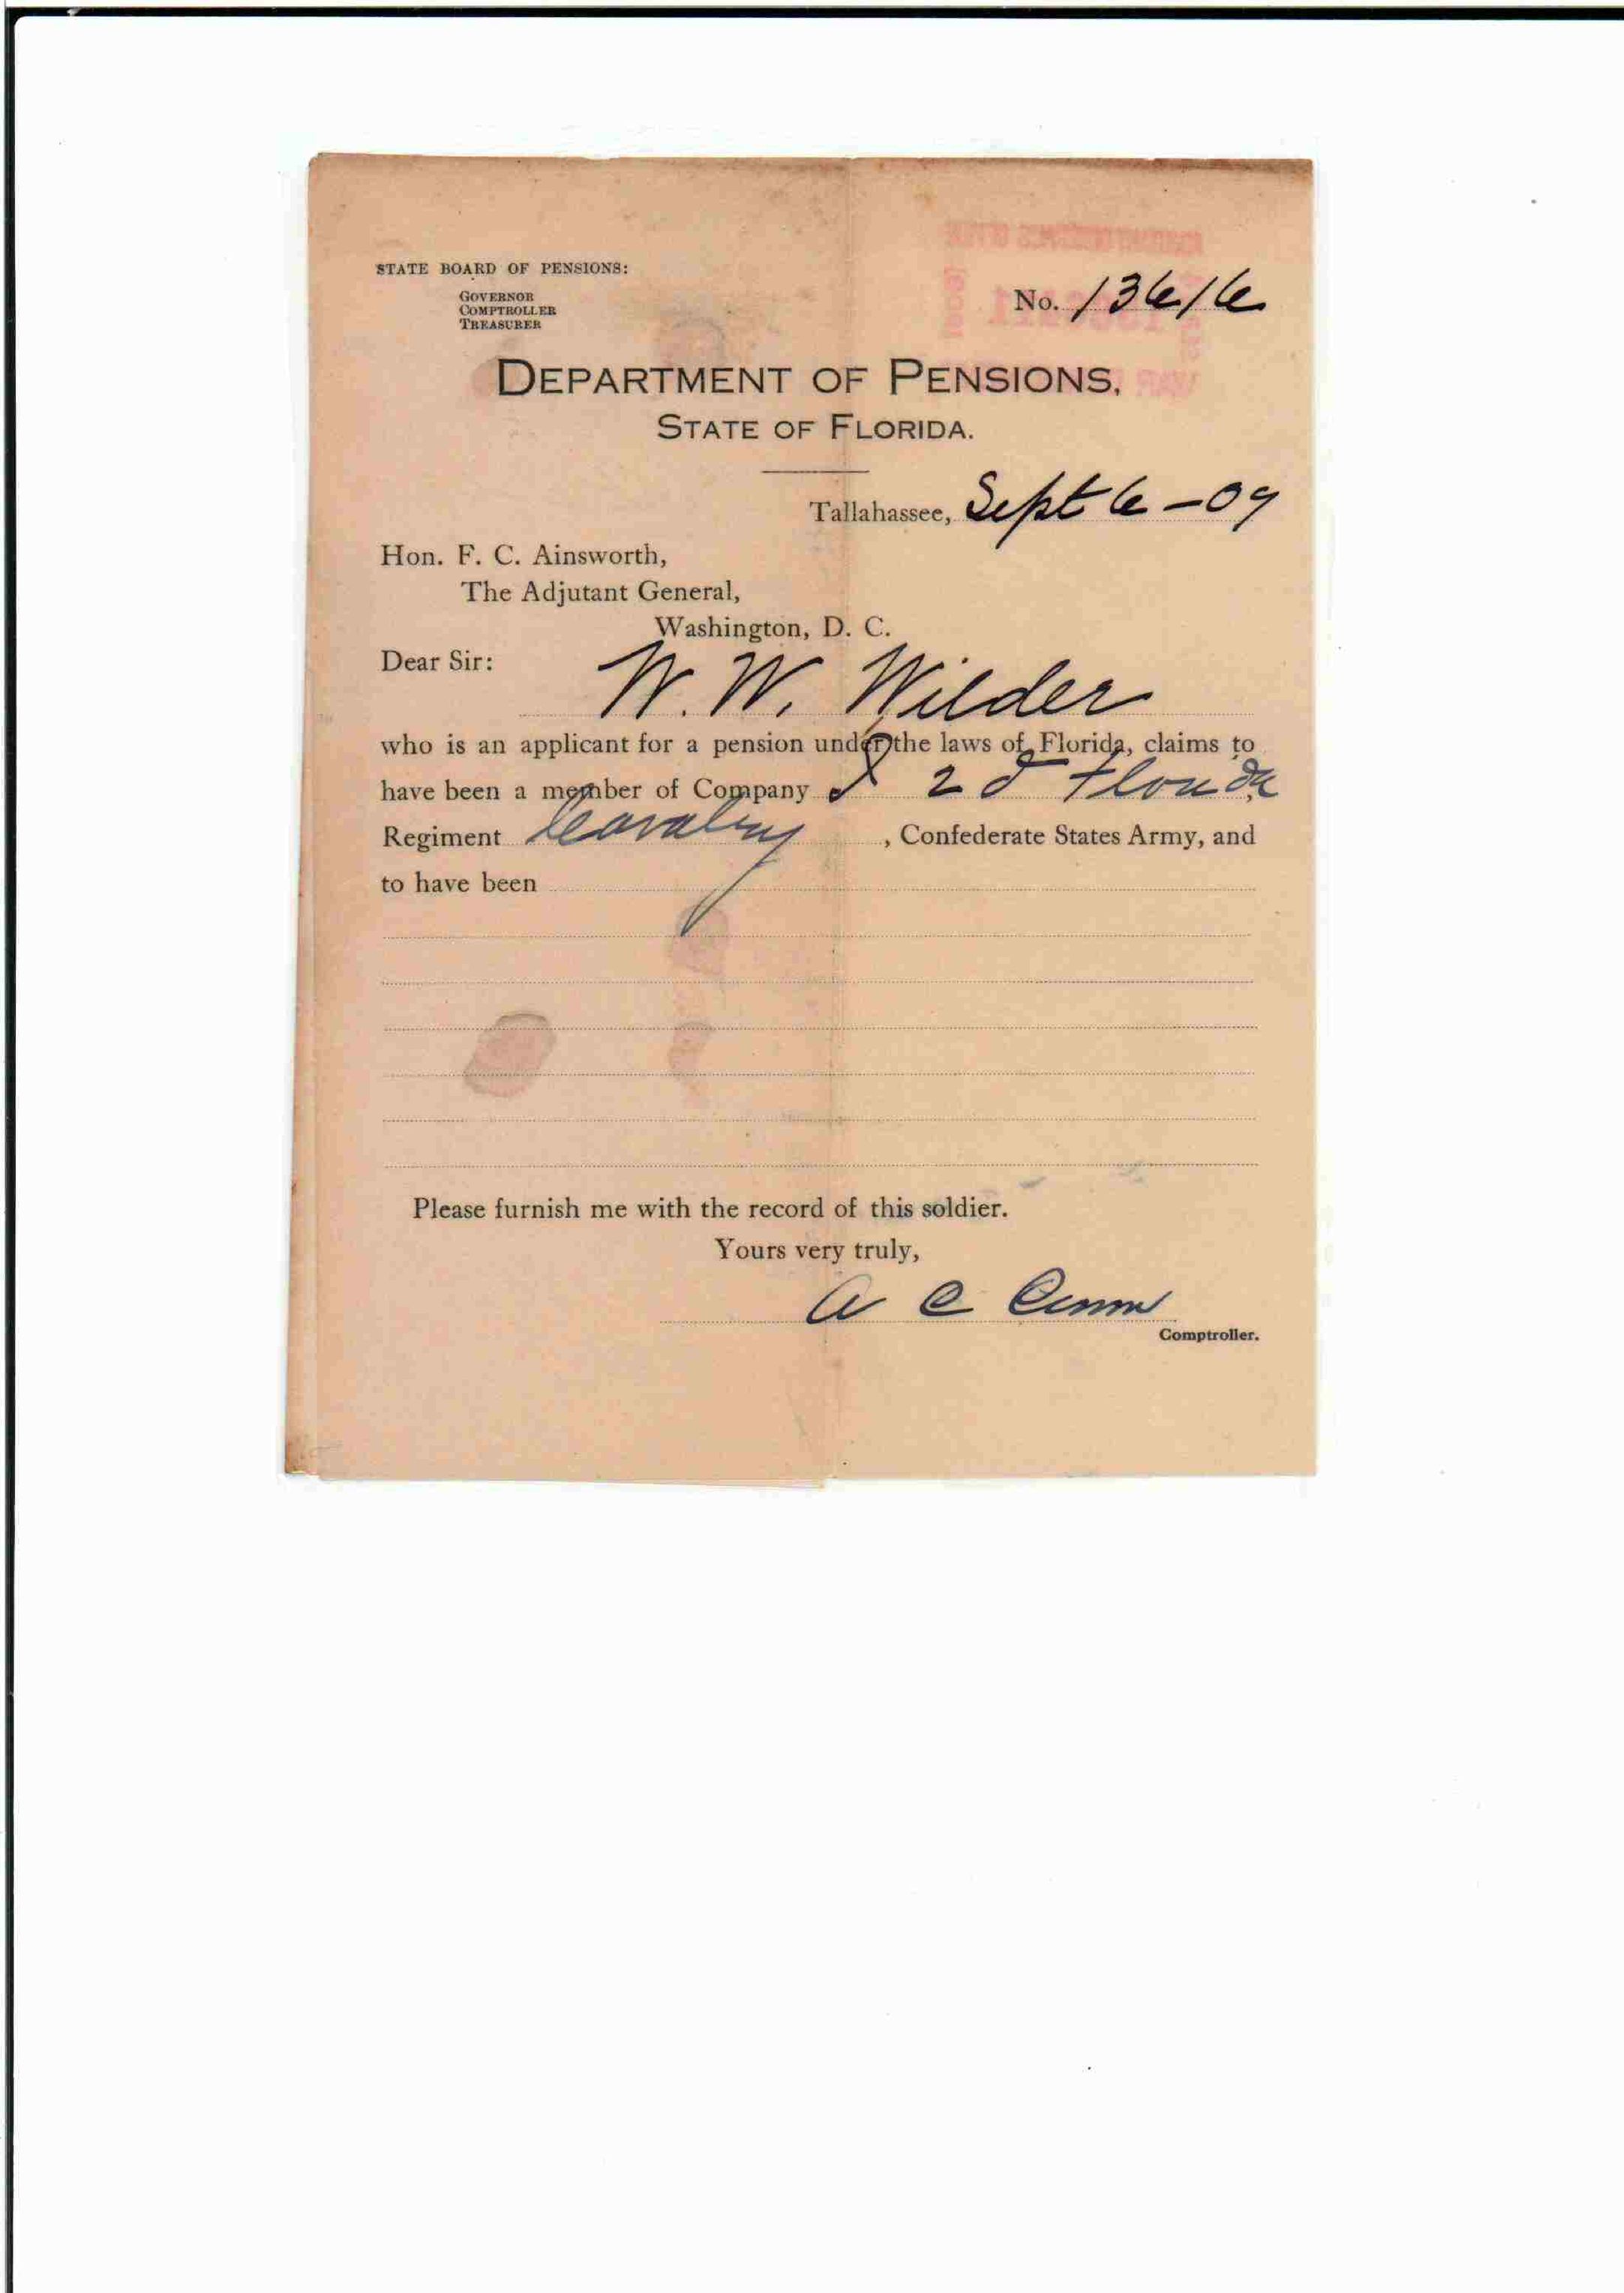 STATE BOARD OF PENSIONS:
GOVERNOR
COMPTROLLER
TREASURER
No. 13616
DEPARTMENT OF PENSIONS,
STATE OF FLORIDA.
Tallahassee, Sept 6-09
Hon. F. C. Ainsworth,
The Adjutant General,
Washington, D. C.
Dear Sir:
W. W. Wilder
who is an applicant for a pension under the laws of Florida, claims to
have been a member of Company 2d Florida
Regiment Cavalry, Confederate States Army, and
to have been
Please furnish me with the record of this soldier.
Yours very truly,
A C
Comptroller.